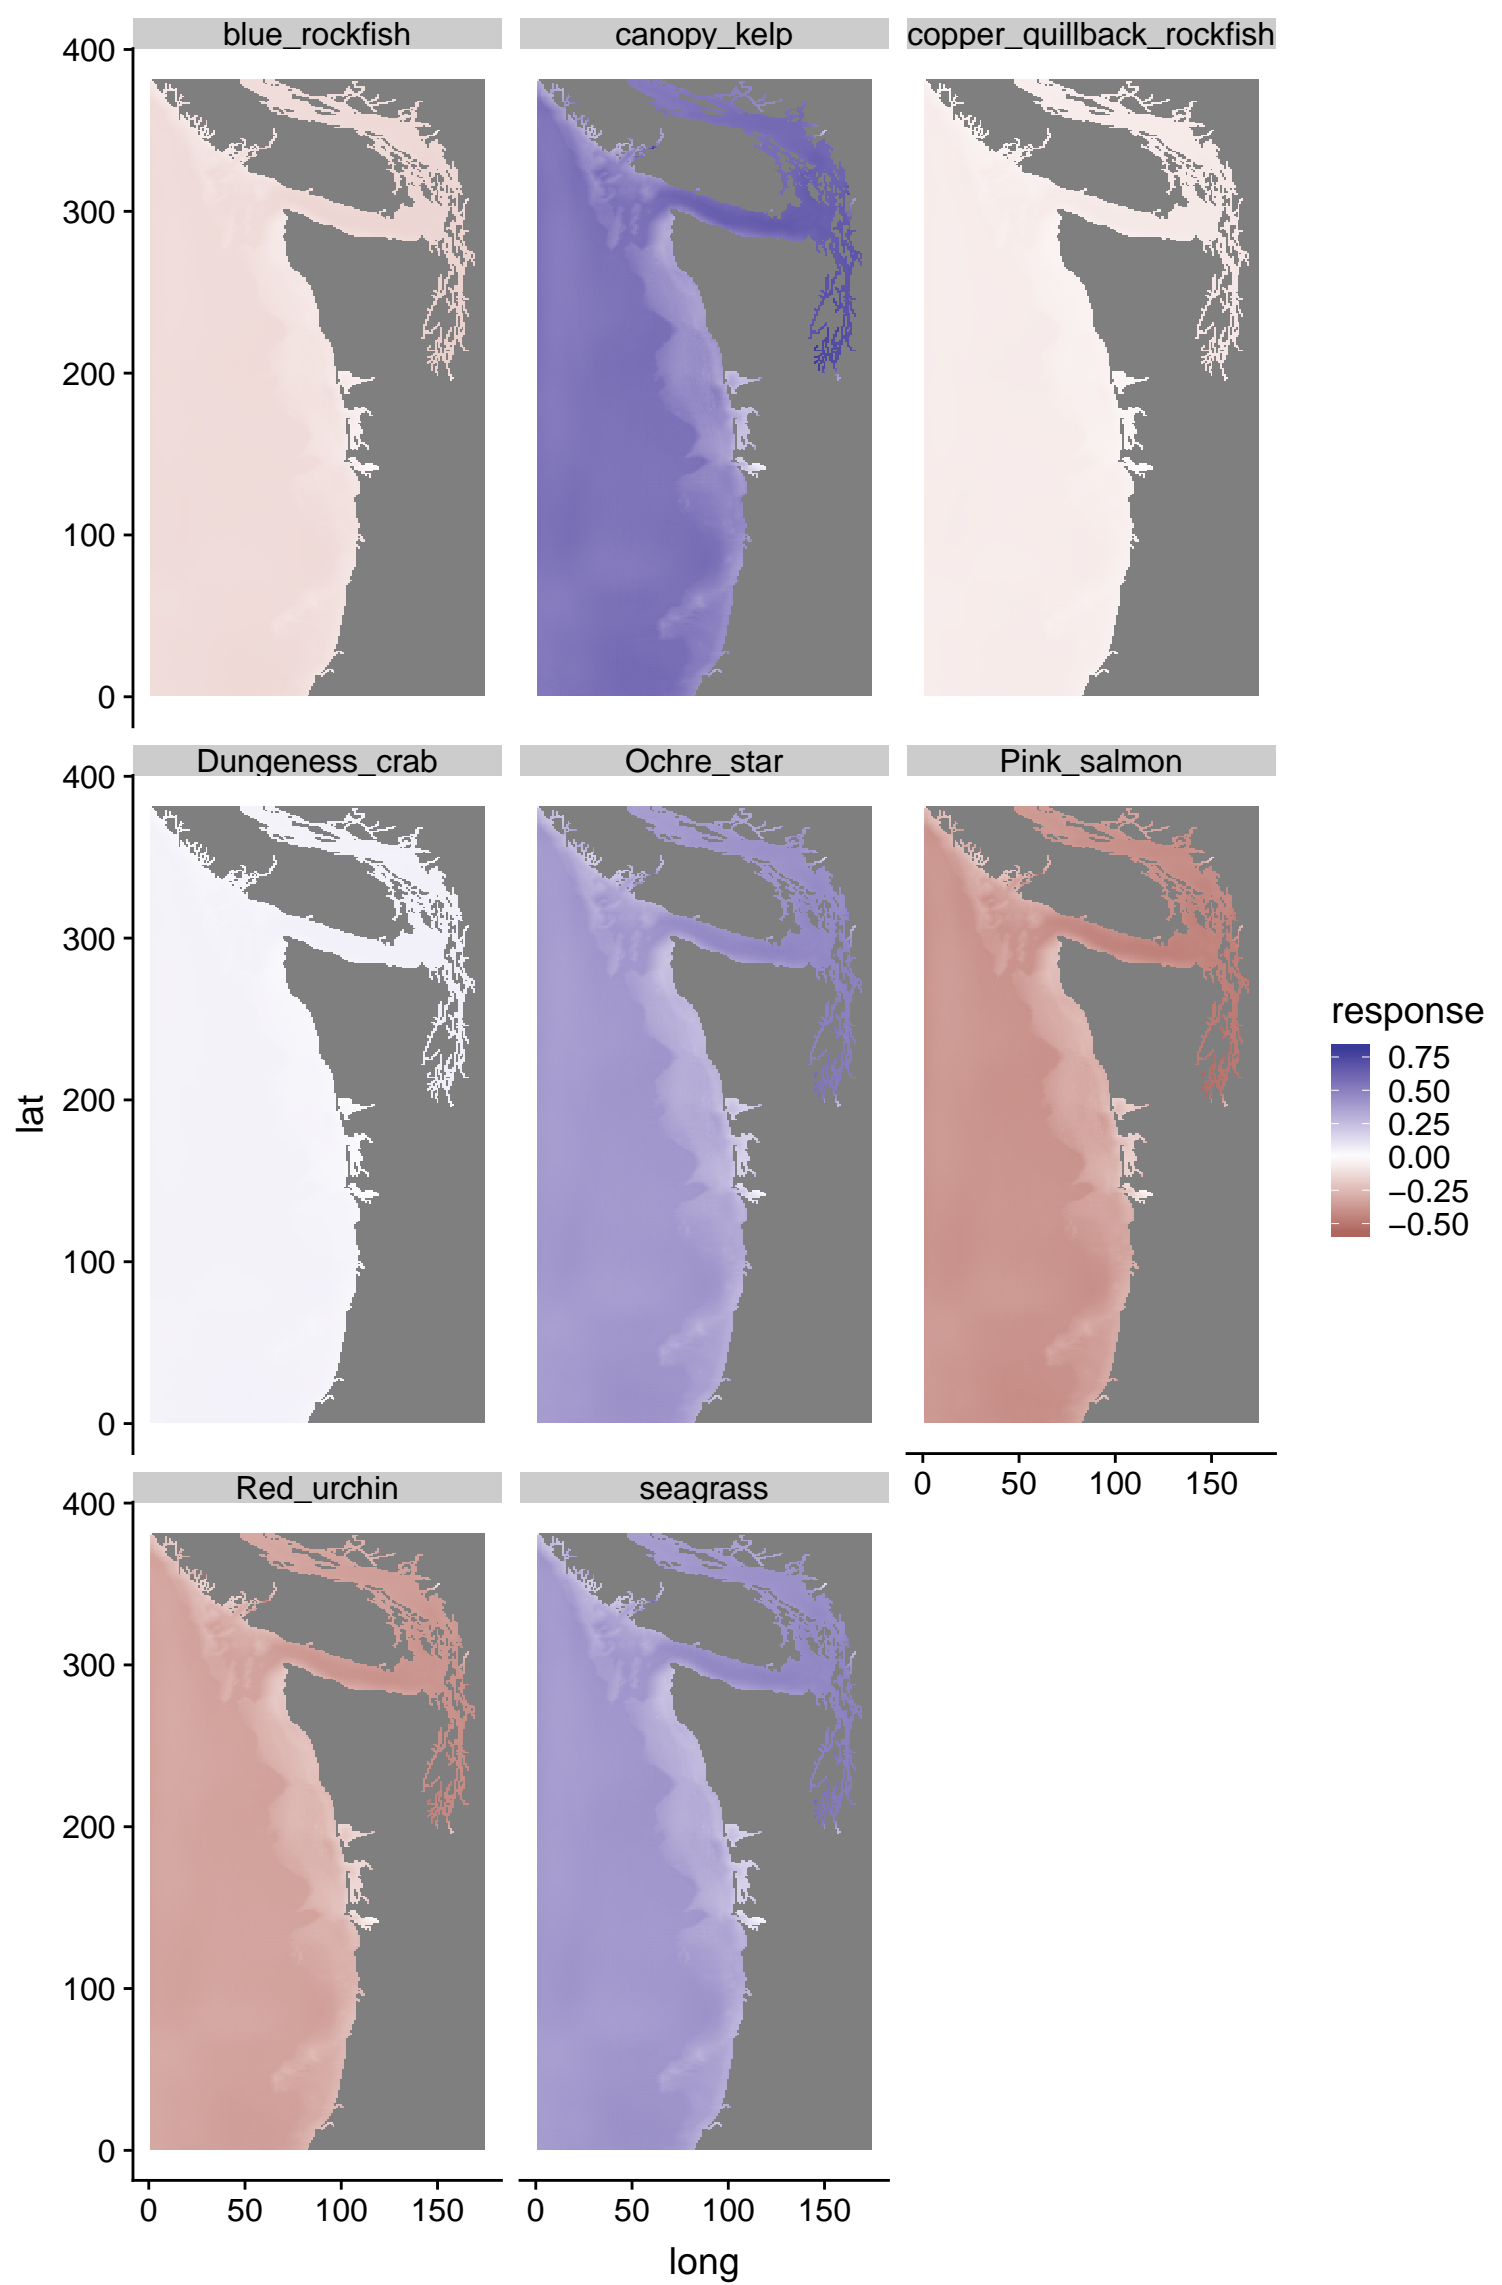 blue_rockfish canopy_kelp copper_quillback_rockfish
400
300
200
100
0
Dungeness_crab Ochre_star Pink_salmon
400
300
200
100
0
lat
0 50 100 150
response
0.75
0.50
0.25
0.00
−0.25
−0.50
Red_urchin seagrass
400
300
200
100
0
0 50 100 150 0 50 100 150
long